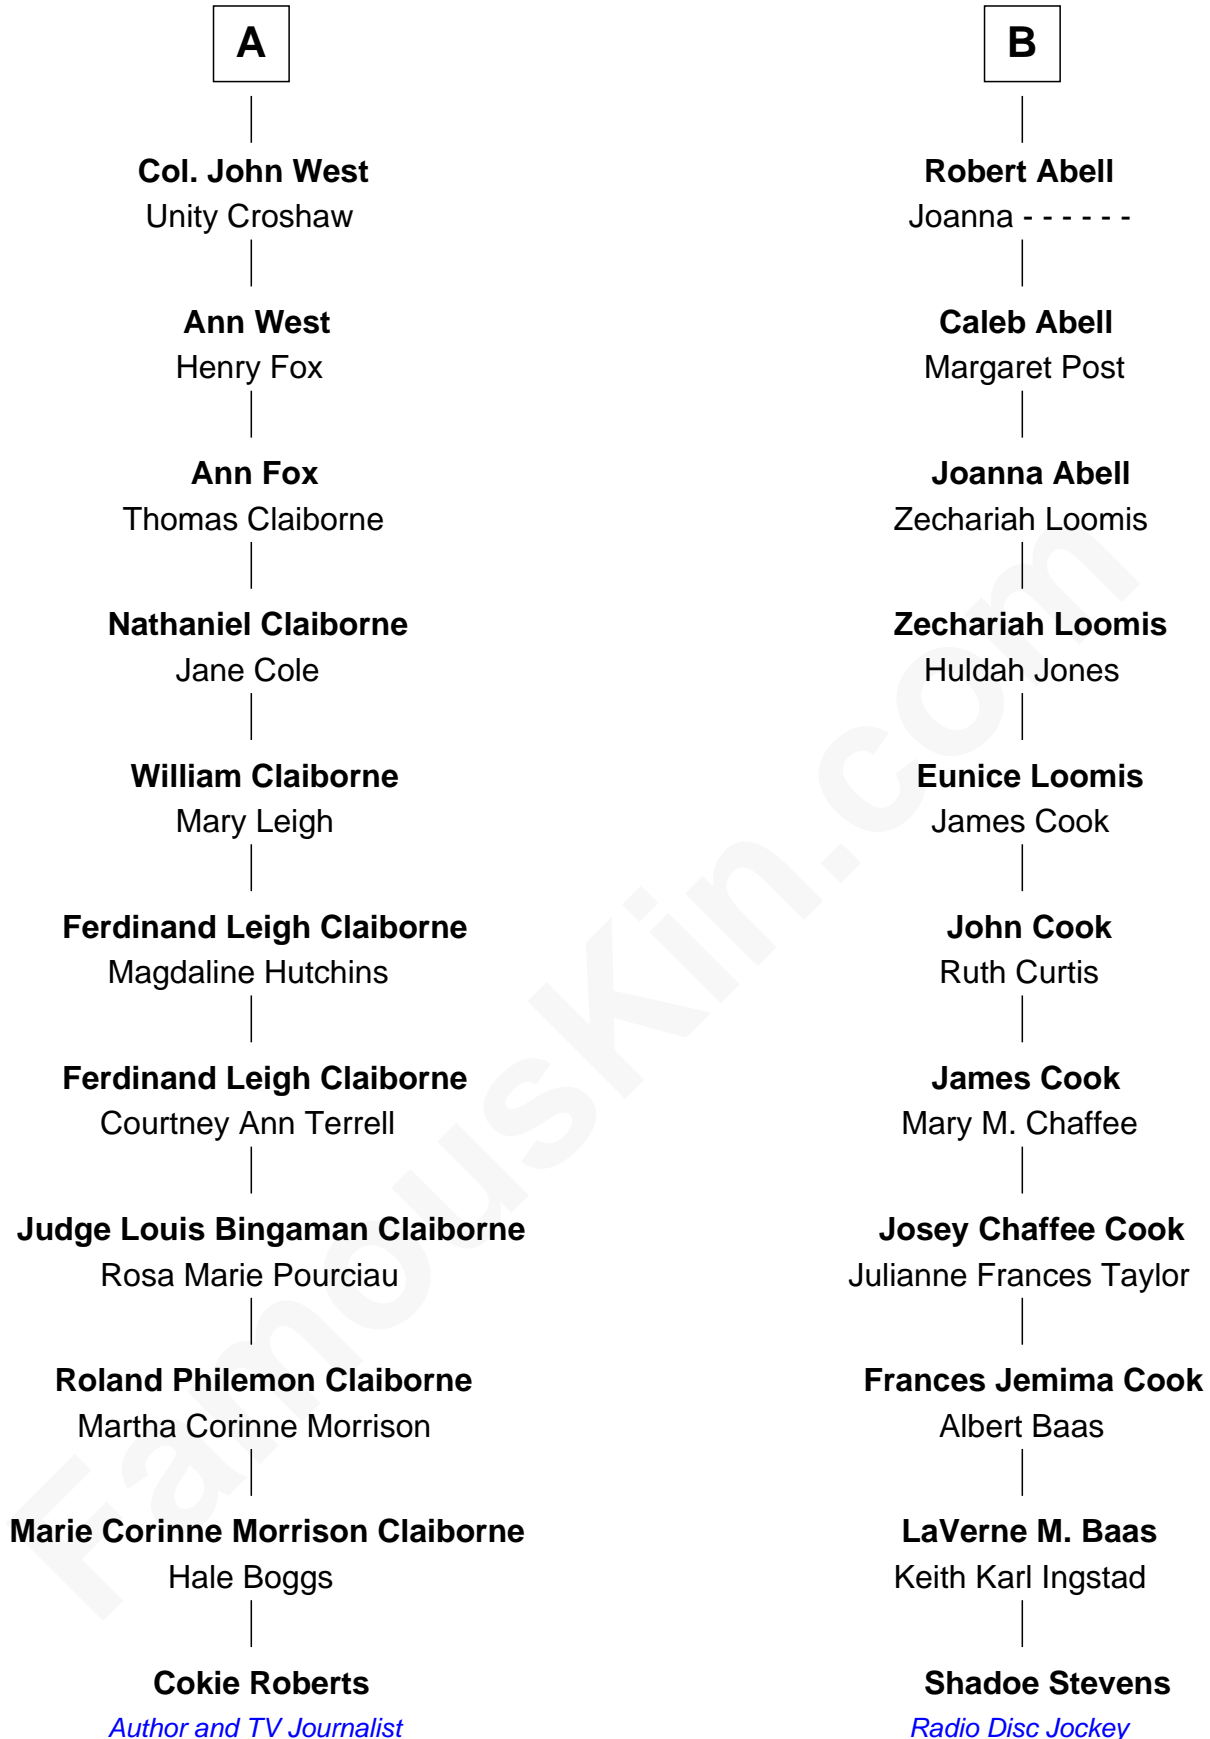 A
Col. John West
Unity Croshaw
Ann West
Henry Fox
Ann Fox
Thomas Claiborne
Nathaniel Claiborne
Jane Cole
William Claiborne
Mary Leigh
Ferdinand Leigh Claiborne
Magdaline Hutchins
Ferdinand Leigh Claiborne
Courtney Ann Terrell
Judge Louis Bingaman Claiborne
Rosa Marie Pourciau
Roland Philemon Claiborne
Martha Corinne Morrison
Marie Corinne Morrison Claiborne
Hale Boggs
Cokie Roberts
Author and TV Journalist
B
Robert Abell
Joanna - - - - - -
Caleb Abell
Margaret Post
Joanna Abell
Zechariah Loomis
Zechariah Loomis
Huldah Jones
Eunice Loomis
James Cook
John Cook
Ruth Curtis
James Cook
Mary M. Chaffee
Josey Chaffee Cook
Julianne Frances Taylor
Frances Jemima Cook
Albert Baas
LaVerne M. Baas
Keith Karl Ingstad
Shadoe Stevens
Radio Disc Jockey
FamousKin.com